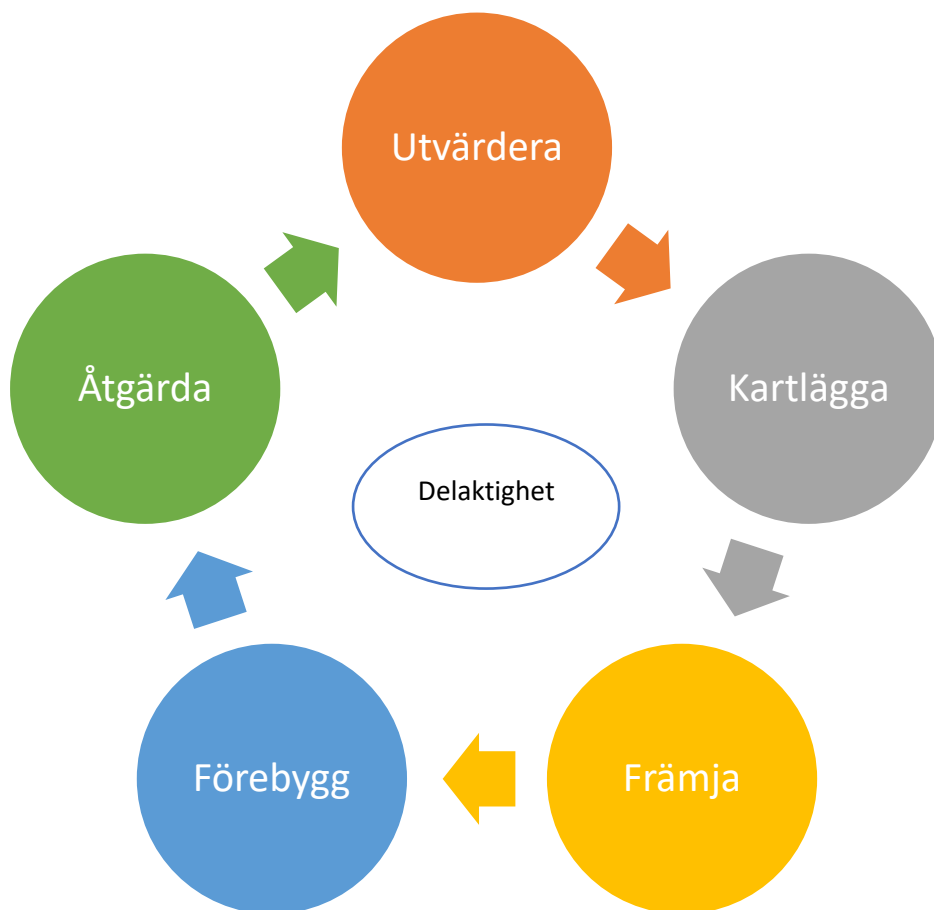 Utvärdera
Kartlägga
Främja
Förebygg
Åtgärda
Delaktighet